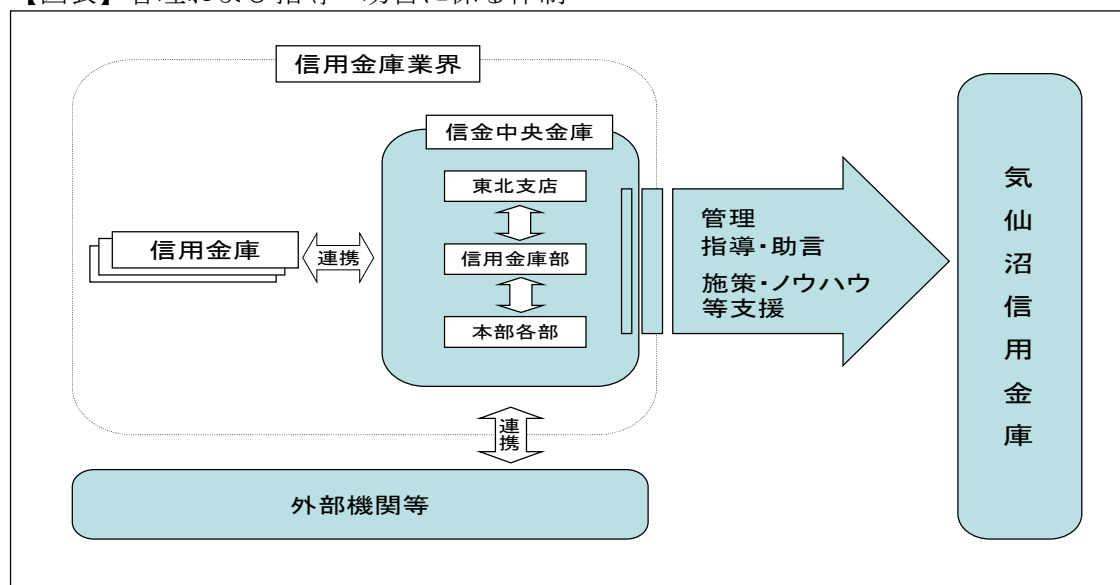 信用金庫業界
信金中央金庫
東北支店
信用金庫
連携
信用金庫部
本部各部
管理
指導・助言
施策・ノウハウ
等支援
気仙沼信用金庫
連携
外部機関等